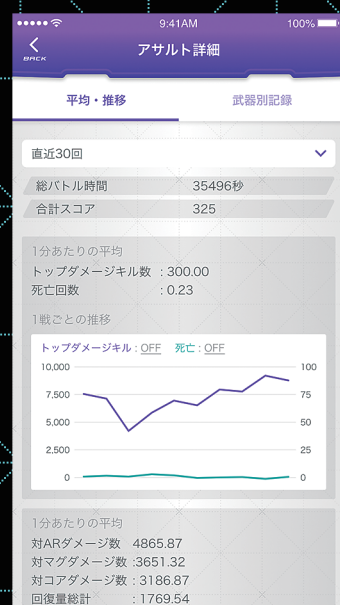 9:41AM 100%
BACK アサルト詳細
平均・推移 武器別記録
直近30回
総バトル時間 35496秒
合計スコア 325
1分あたりの平均
トップダメージキル数 : 300.00
死亡回数 : 0.23
1戦ごとの推移
トップダメージキル : OFF 死亡 : OFF
10,000 100
7,500 75
5,000 50
2,500 25
0 0
1分あたりの平均
対ARダメージ数 4865.87
対マグダメージ数 :3651.32
対コアダメージ数 : 3186.87
回復量総計 : 1769.54